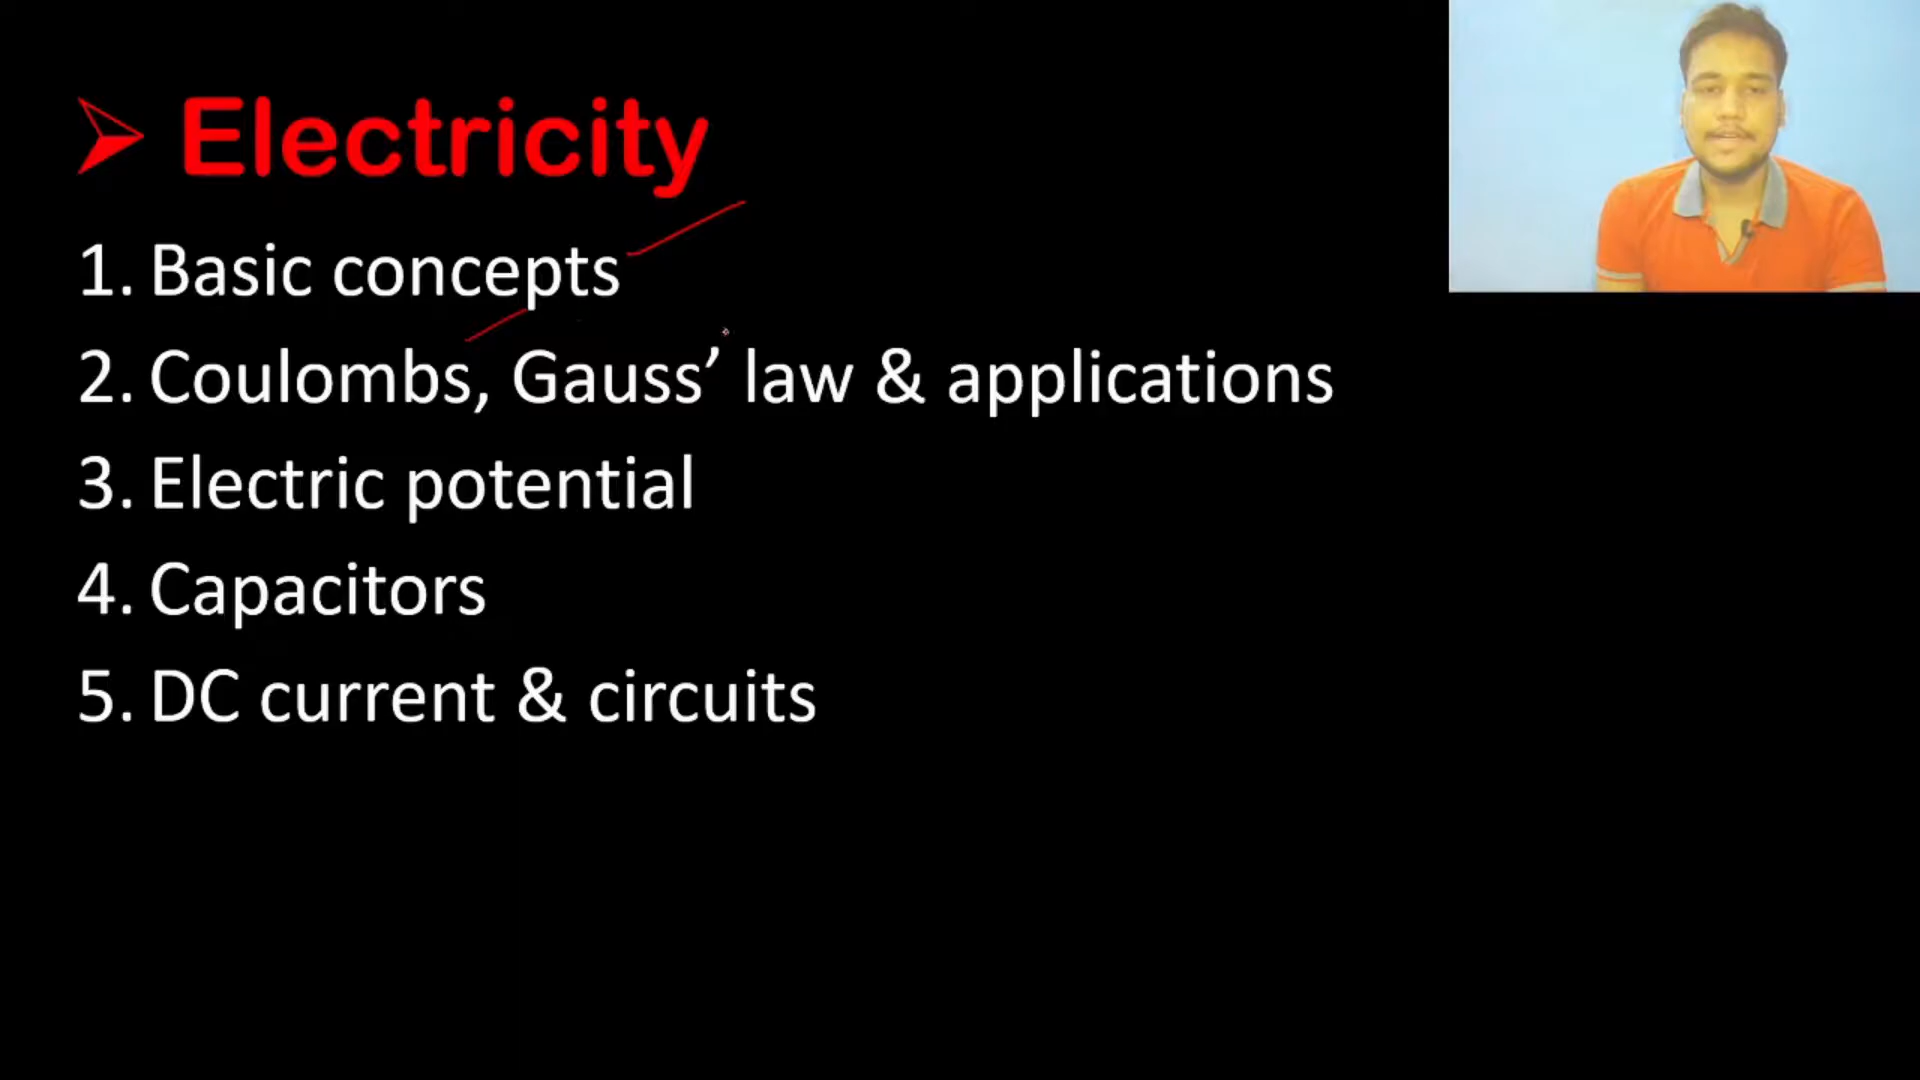 Electricity
1. Basic concepts
2. Coulombs, Gauss’ law & applications
3. Electric potential
4. Capacitors
5. DC current & circuits